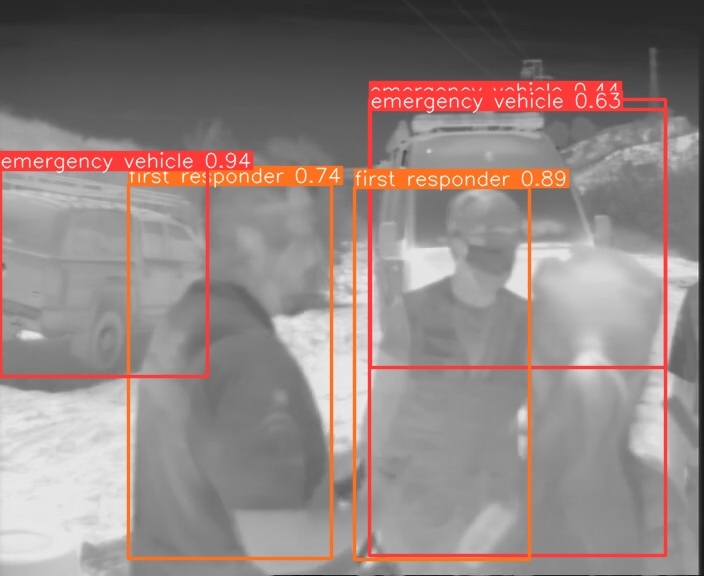 emergency vehicle 0.44
emergency vehicle 0.63
emergency vehicle 0.94
first responder 0.74
first responder 0.89